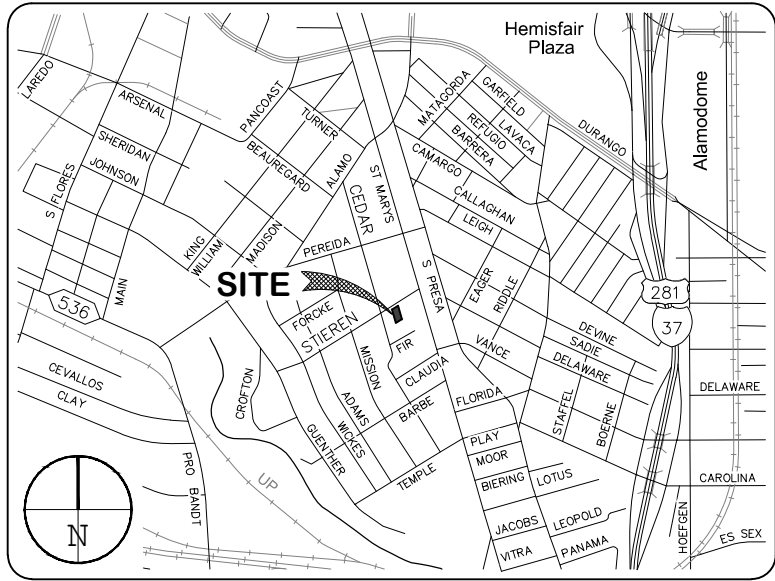 Hemisfair
Plaza
Alamodome
LAREDO
ARSENAL
PANCOAST
TURNER
MATAGORDA
GARFIELD
LAVACA
REFUGIO
BARRERA
DURANGO
SHERIDAN
JOHNSON
BEAUREGARD
ALAMO
ST MARYS
CEDAR
CAMARGO
CALLAGHAN
LEIGH
S FLORES
KING
WILLIAM
MADISON
PEREIDA
S PRESA
EAGER
RIDDLE
SITE
281
37
536
MAIN
FORCKE
STIEREN
FIR
MISSION
VANCE
DEVINE
SADIE
DELAWARE
DELAWARE
CEVALLOS
CLAY
CROFTON
CLAUDIA
BARBE
FLORIDA
STAFFEL
BOERNE
ADAMS
WICKES
GUENTHER
TEMPLE
PLAY
MOOR
BIERING
LOTUS
CAROLINA
PRO BANDT
UP
N
JACOBS
VITRA
LEOPOLD
PANAMA
HOEFGEN
ES SEX